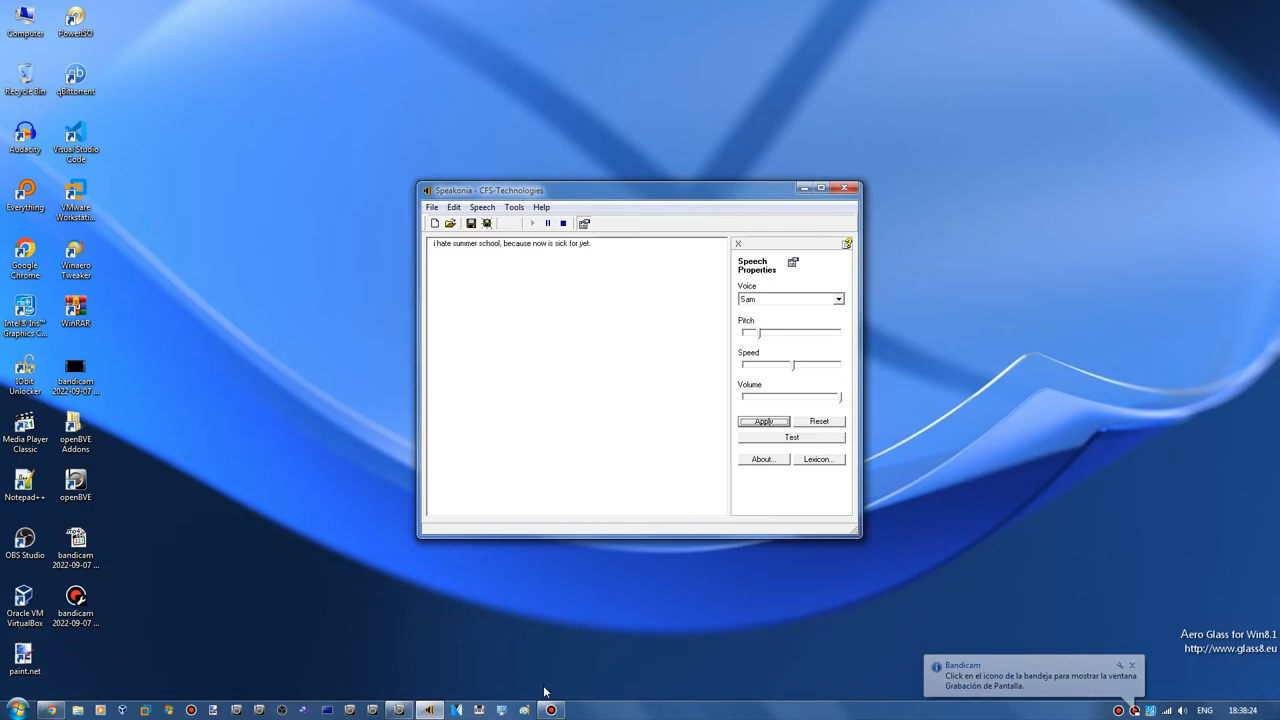 Computer
PowerISO
Recycle Bin
qBittorrent
Audacity
Visual Studio
Code
Everything
VMware
Workstati...
Google
Chrome
Winaero
Tweaker
Intel® Iris™
Graphics C...
WinRAR
IObit
Unlocker
bandicam
2022-09-07 ...
Media Player
Classic
openBVE
Addons
Notepad++
openBVE
OBS Studio
bandicam
2022-09-07 ...
Oracle VM
VirtualBox
bandicam
2022-09-07 ...
paint.net
Speakonia - CFS-Technologies
File Edit Speech Tools Help
i hate summer school, because now is sick for yet.
Speech
Properties
Voice
Sam
Pitch
Speed
Volume
Apply Reset
Test
About... Lexicon...
Aero Glass for Win8.1
http://www.glass8.eu
Bandicam
Click en el icono de la bandeja para mostrar la ventana
Grabación de Pantalla.
ENG 18:38:24